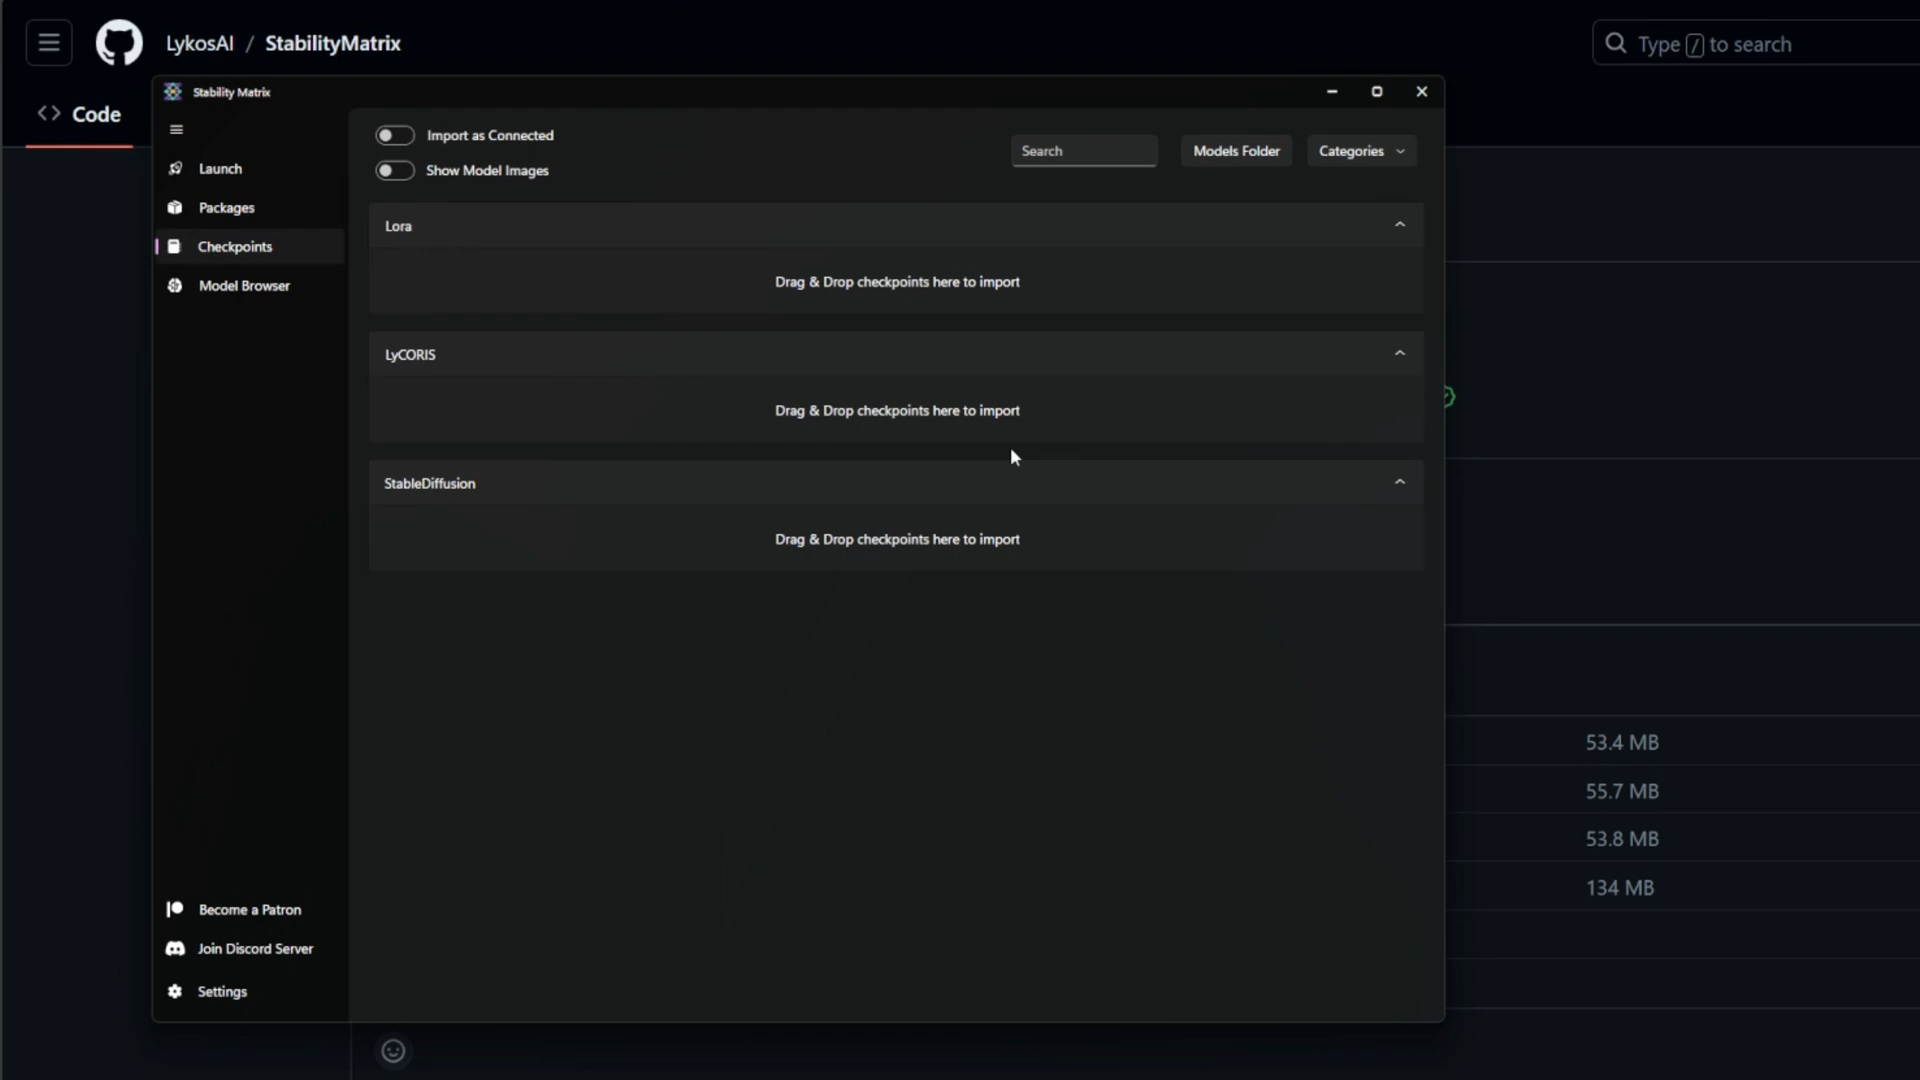 LykosAI / StabilityMatrix
Type / to search
<> Code
Stability Matrix
Import as Connected
Show Model Images
Search
Models Folder
Categories
Launch
Packages
Checkpoints
Model Browser
Lora
Drag & Drop checkpoints here to import
LyCORIS
Drag & Drop checkpoints here to import
StableDiffusion
Drag & Drop checkpoints here to import
53.4 MB
55.7 MB
53.8 MB
134 MB
Become a Patron
Join Discord Server
Settings